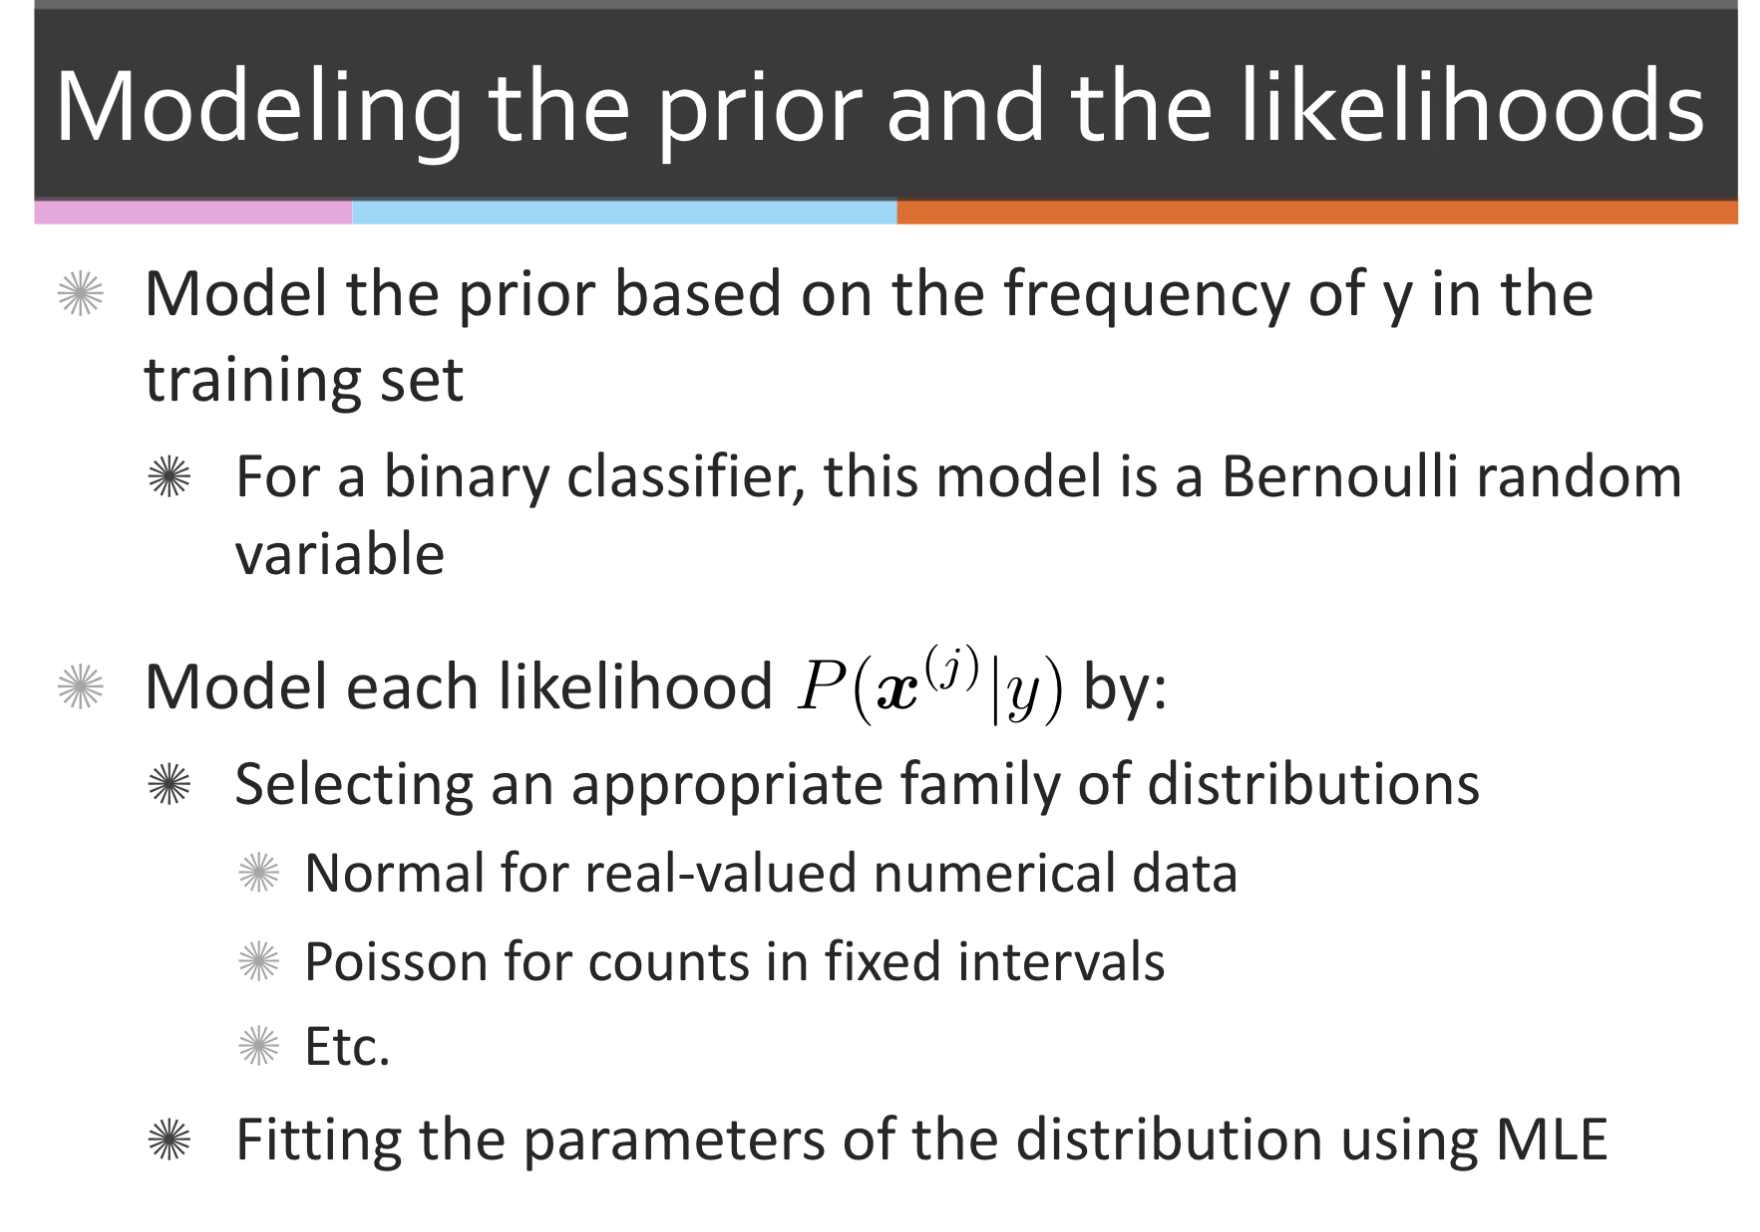 Modeling the prior and the likelihoods
Model the prior based on the frequency of y in the
training set
For a binary classifier, this model is a Bernoulli random
variable
Model each likelihood P(x^{(j)}|y) by:
Selecting an appropriate family of distributions
Normal for real-valued numerical data
Poisson for counts in fixed intervals
Etc.
Fitting the parameters of the distribution using MLE